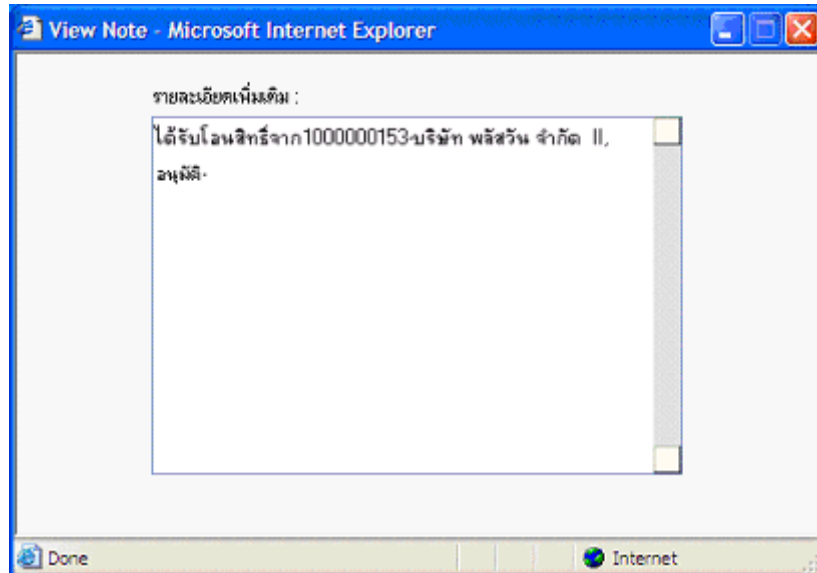 View Note - Microsoft Internet Explorer
รายละเอียดเพิ่มเติม :
ได้รับโอนสิทธิ์จาก1000000153-บริษัท พลัสวัน จำกัด ||,
อนุมัติ-
Done
Internet